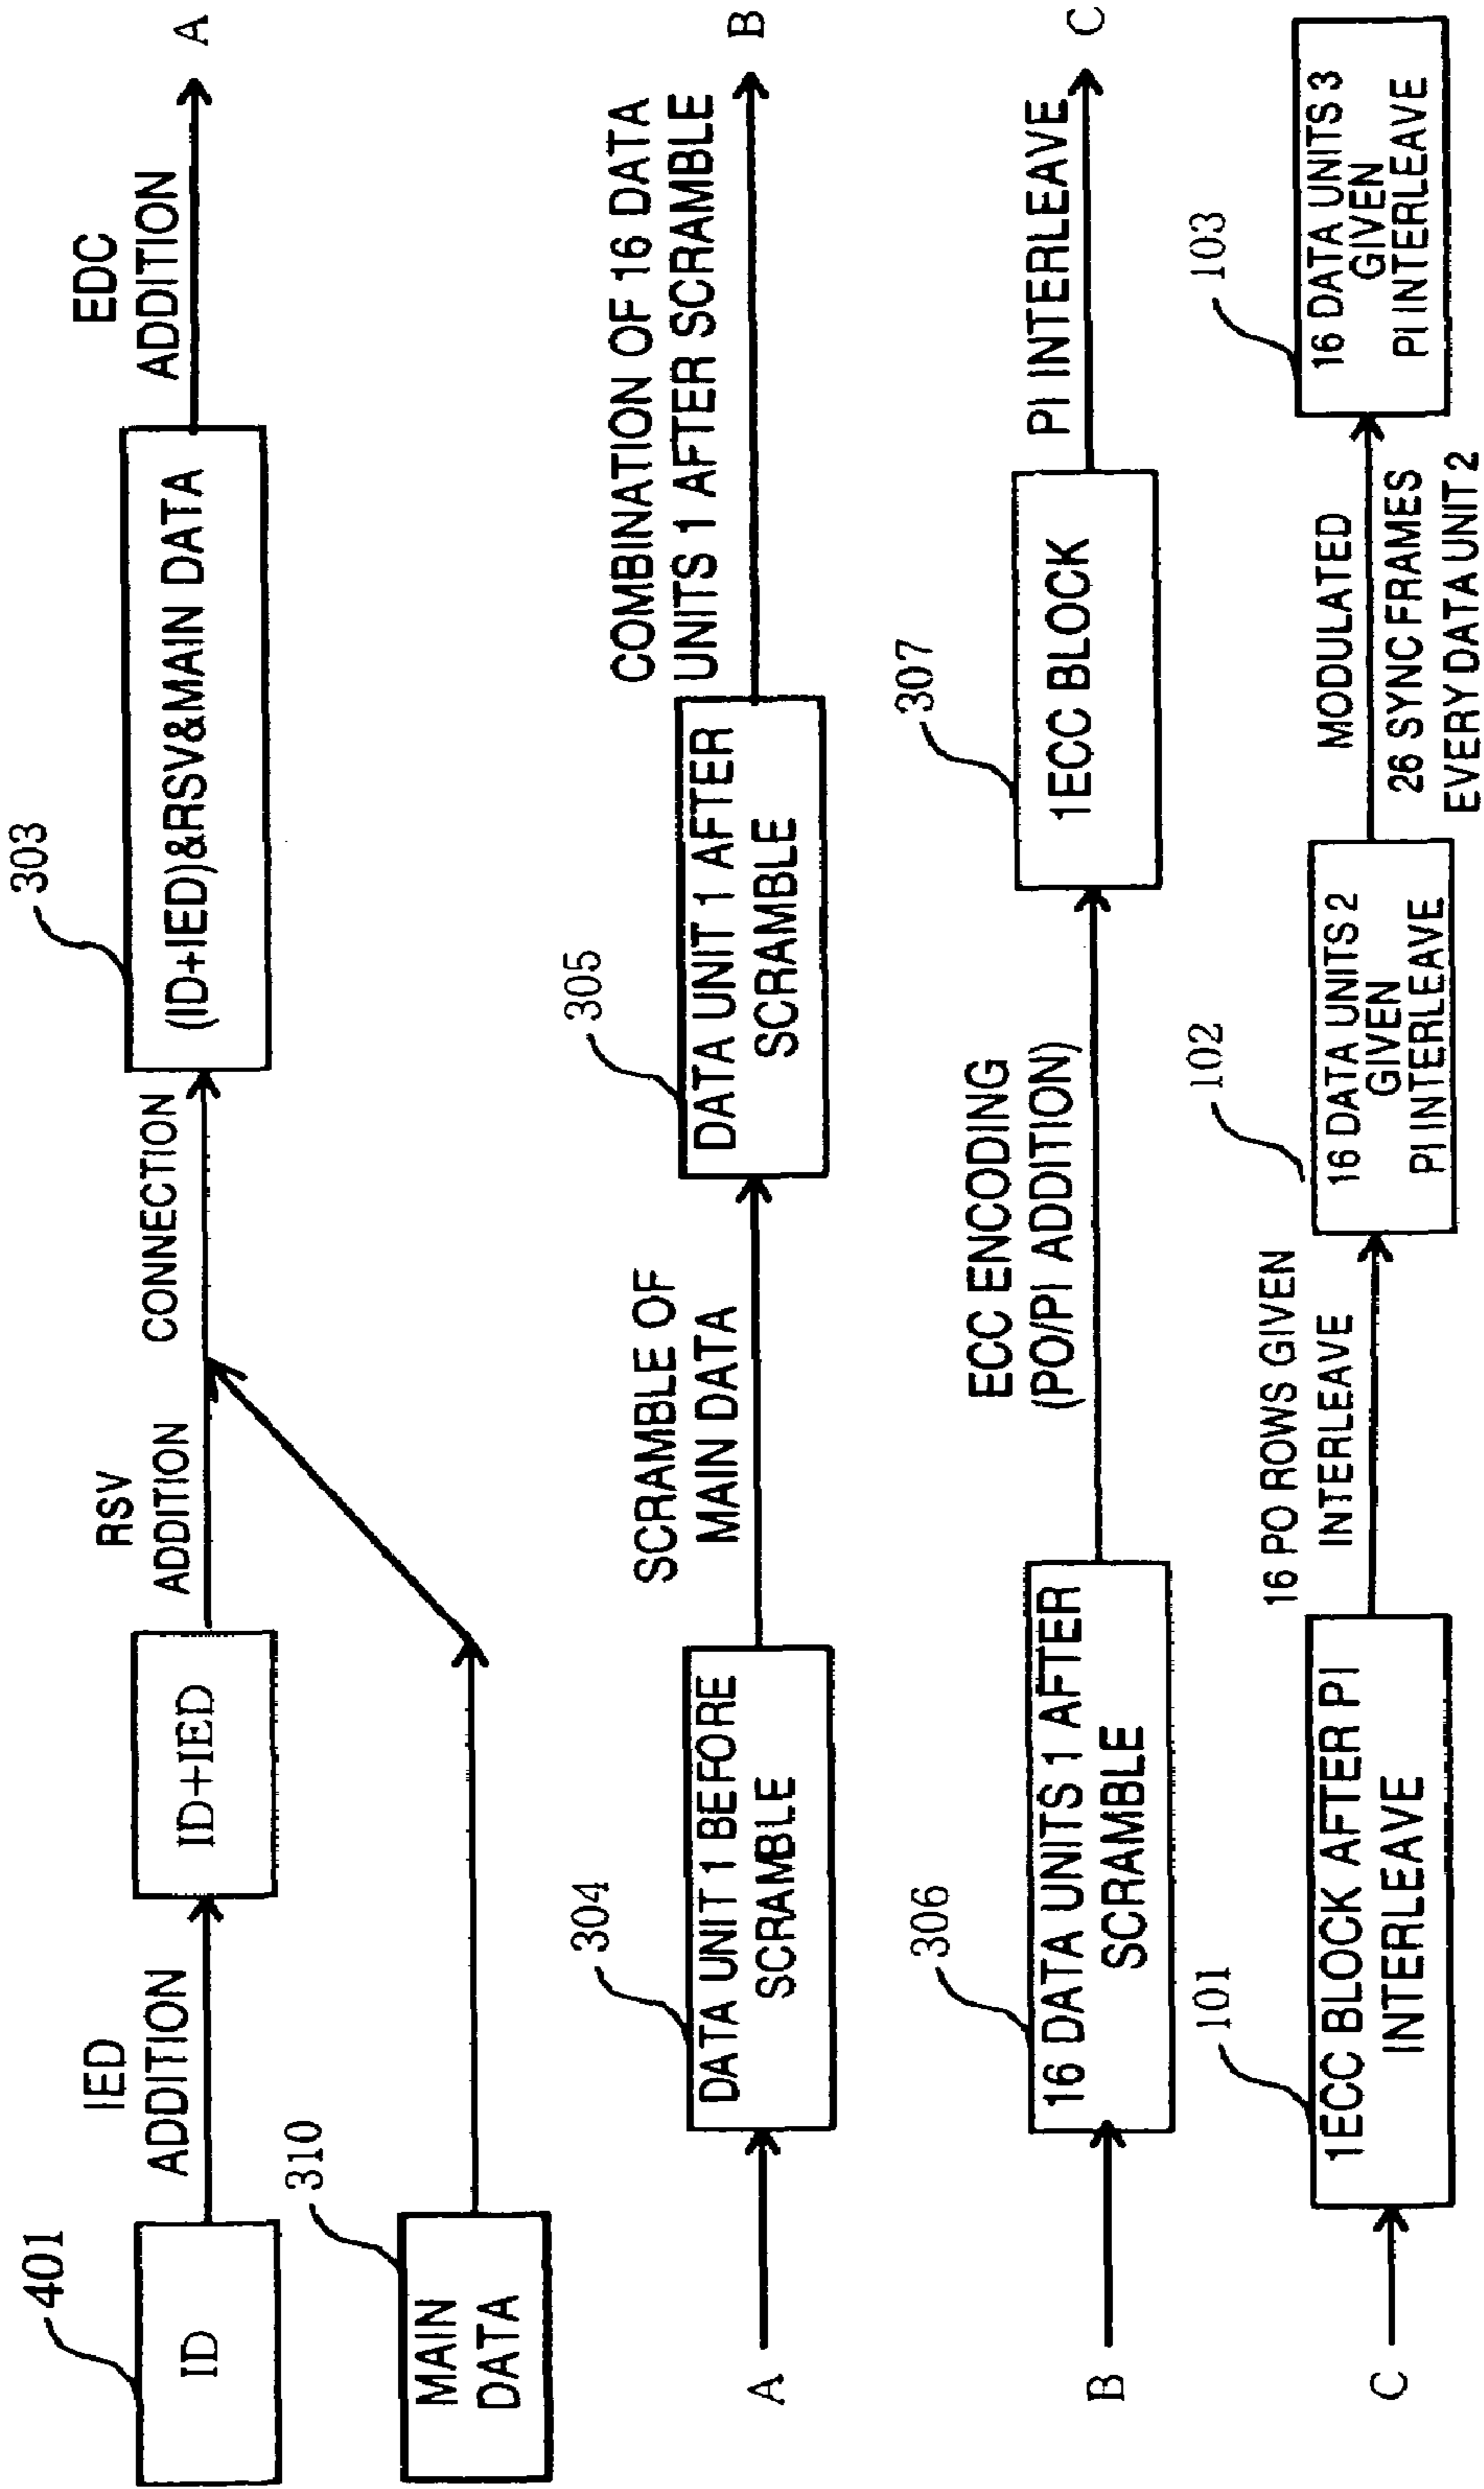 401
ID
IED
ADDITION
ID+IED
RSV
ADDITION
CONNECTION
303
(ID+IED)&RSV&MAIN DATA
EDC
ADDITION
A
310
MAIN
DATA
A
304
DATA UNIT 1 BEFORE
SCRAMBLE
SCRAMBLE OF
MAIN DATA
305
DATA UNIT 1 AFTER
SCRAMBLE
COMBINATION OF 16 DATA
UNITS 1 AFTER SCRAMBLE
B
B
306
16 DATA UNITS 1 AFTER
SCRAMBLE
ECC ENCODING
(PO/PI ADDITION)
307
1ECC BLOCK
PI INTERLEAVE
C
C
101
1ECC BLOCK AFTER PI
INTERLEAVE
16 PO ROWS GIVEN
INTERLEAVE
102
16 DATA UNITS 2
GIVEN
PI INTERLEAVE
MODULATED
26 SYNC FRAMES
EVERY DATA UNIT 2
103
16 DATA UNITS 3
GIVEN
PI INTERLEAVE